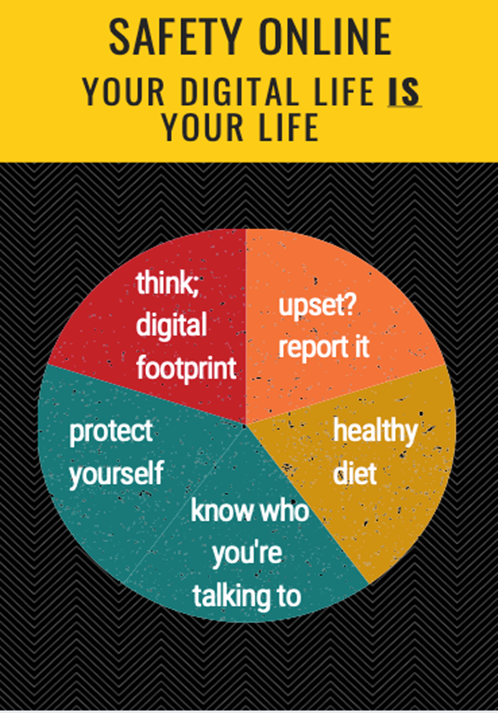 SAFETY ONLINE
YOUR DIGITAL LIFE IS
YOUR LIFE
think;
digital
footprint
upset?
report it
protect
yourself
healthy
diet
know who
you're
talking to